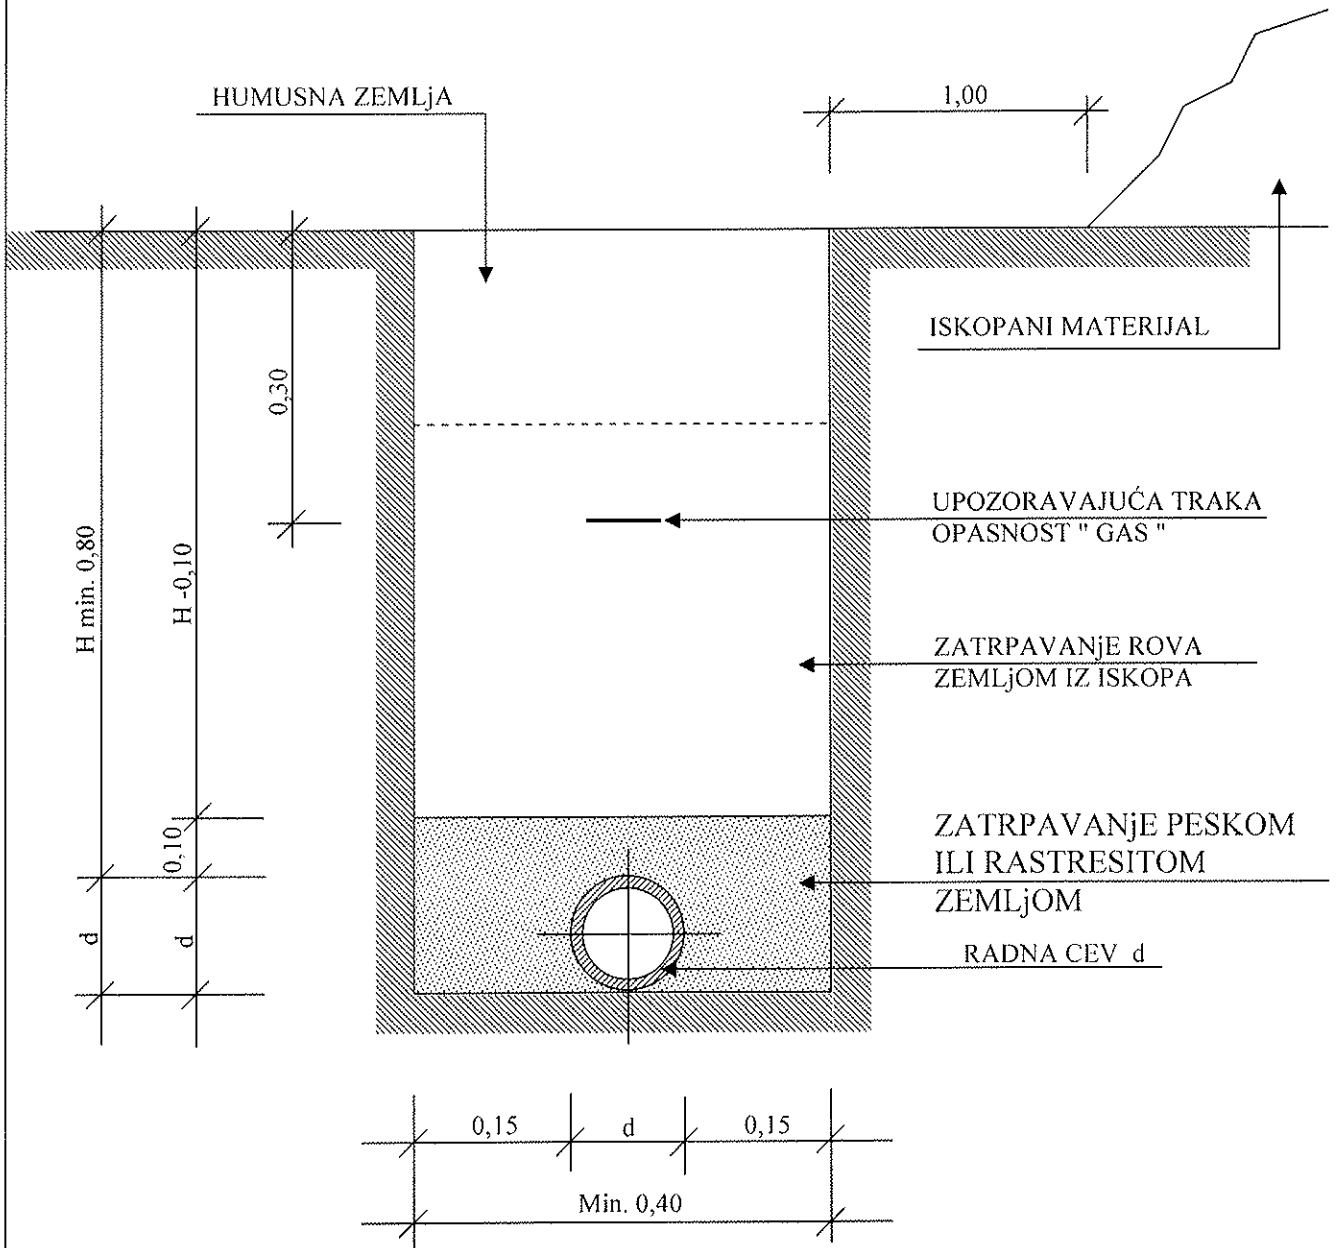 HUMUSNA ZEMLjA
1,00
ISKOPANI MATERIJAL
0,30
H min. 0,80
H -0,10
UPOZORAVAJUĆA TRAKA
OPASNOST " GAS "
ZATRPAVANjE ROVA
ZEMLjOM IZ ISKOPA
0,10
ZATRPAVANjE PESKOM
ILI RASTRESITOM
ZEMLjOM
d
d
RADNA CEV d
0,15
d
0,15
Min. 0,40